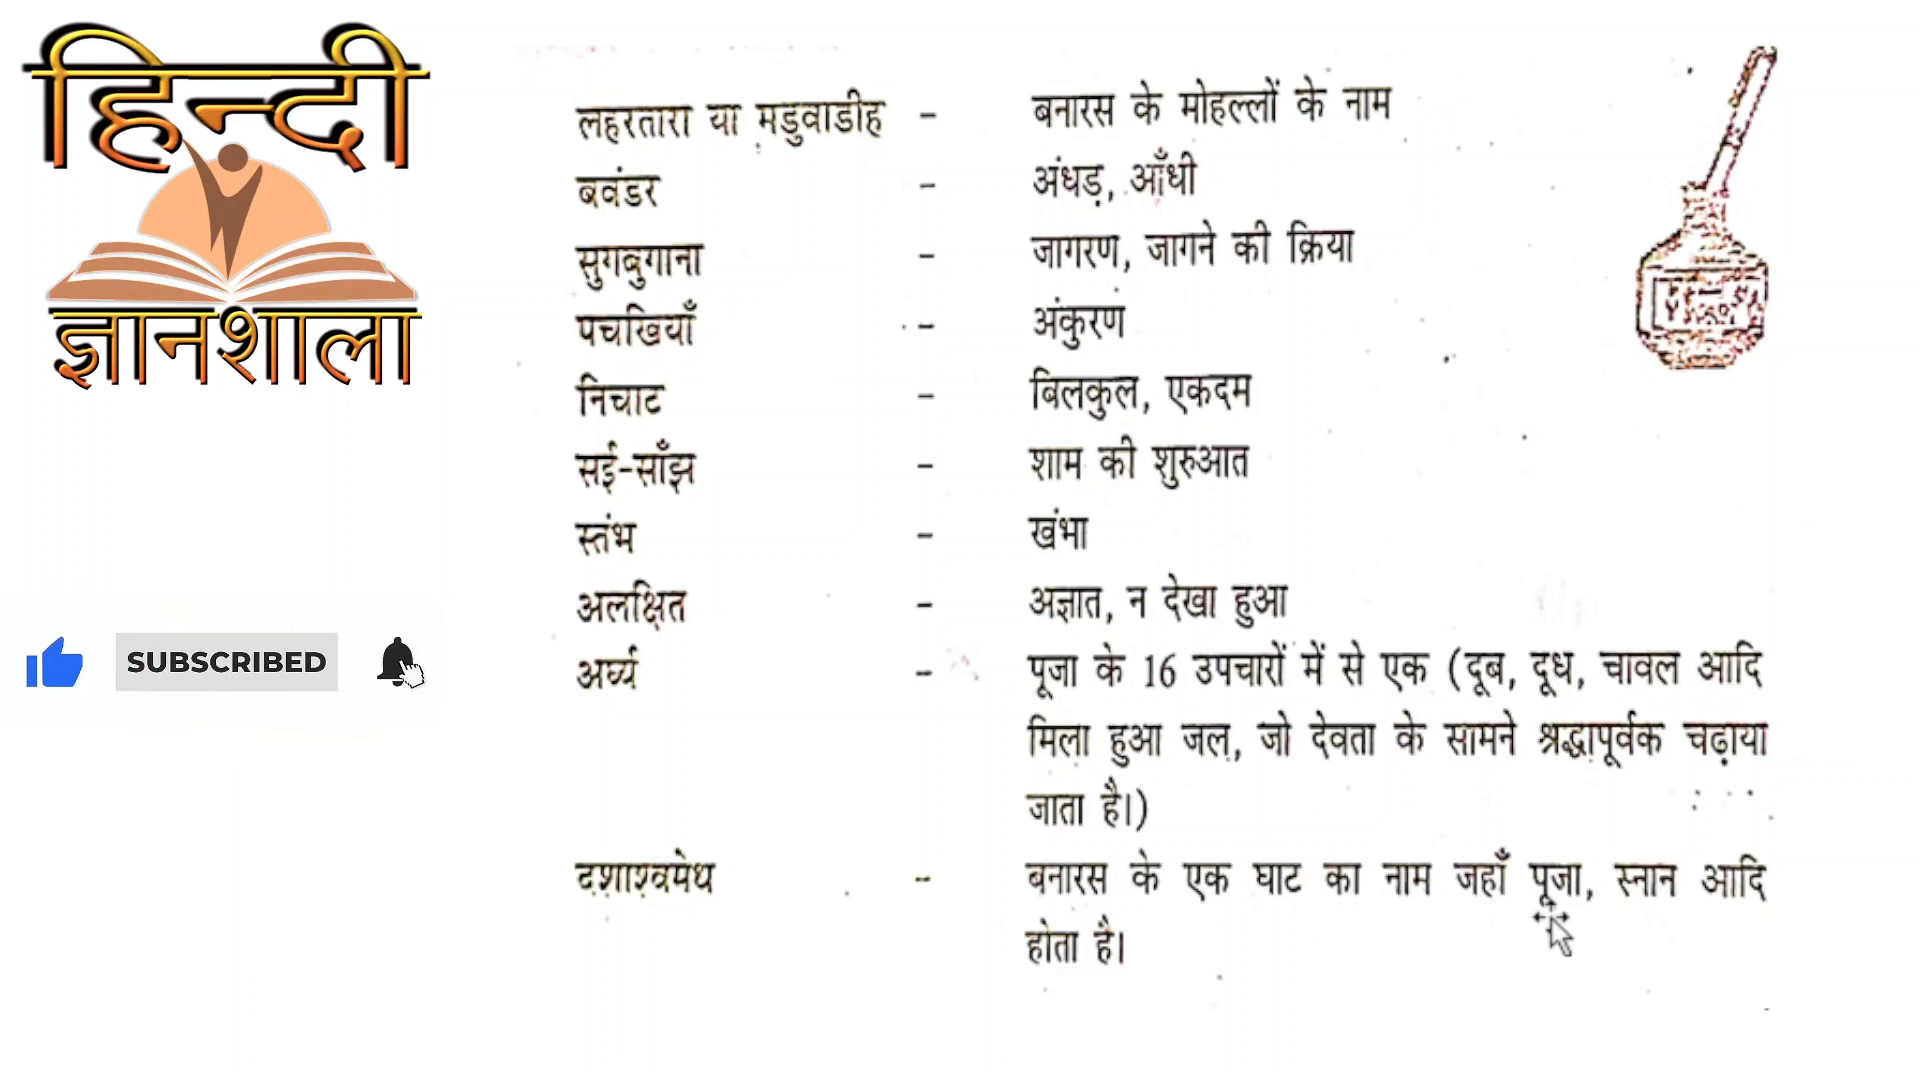 हिन्दी
ज्ञानशाला
SUBSCRIBED
लहरतारा या मडुवाडीह - बनारस के मोहल्लों के नाम
बवंडर - अंधड़, आँधी
सुगबुगाना - जागरण, जागने की क्रिया
पचखियाँ - अंकुरण
निचाट - बिलकुल, एकदम
सई-साँझ - शाम की शुरुआत
स्तंभ - खंभा
अलक्षित - अज्ञात, न देखा हुआ
अर्घ्य - पूजा के 16 उपचारों में से एक (दूब, दूध, चावल आदि
मिला हुआ जल, जो देवता के सामने श्रद्धापूर्वक चढ़ाया
जाता है।)
दशाश्वमेध - बनारस के एक घाट का नाम जहाँ पूजा, स्नान आदि
होता है।